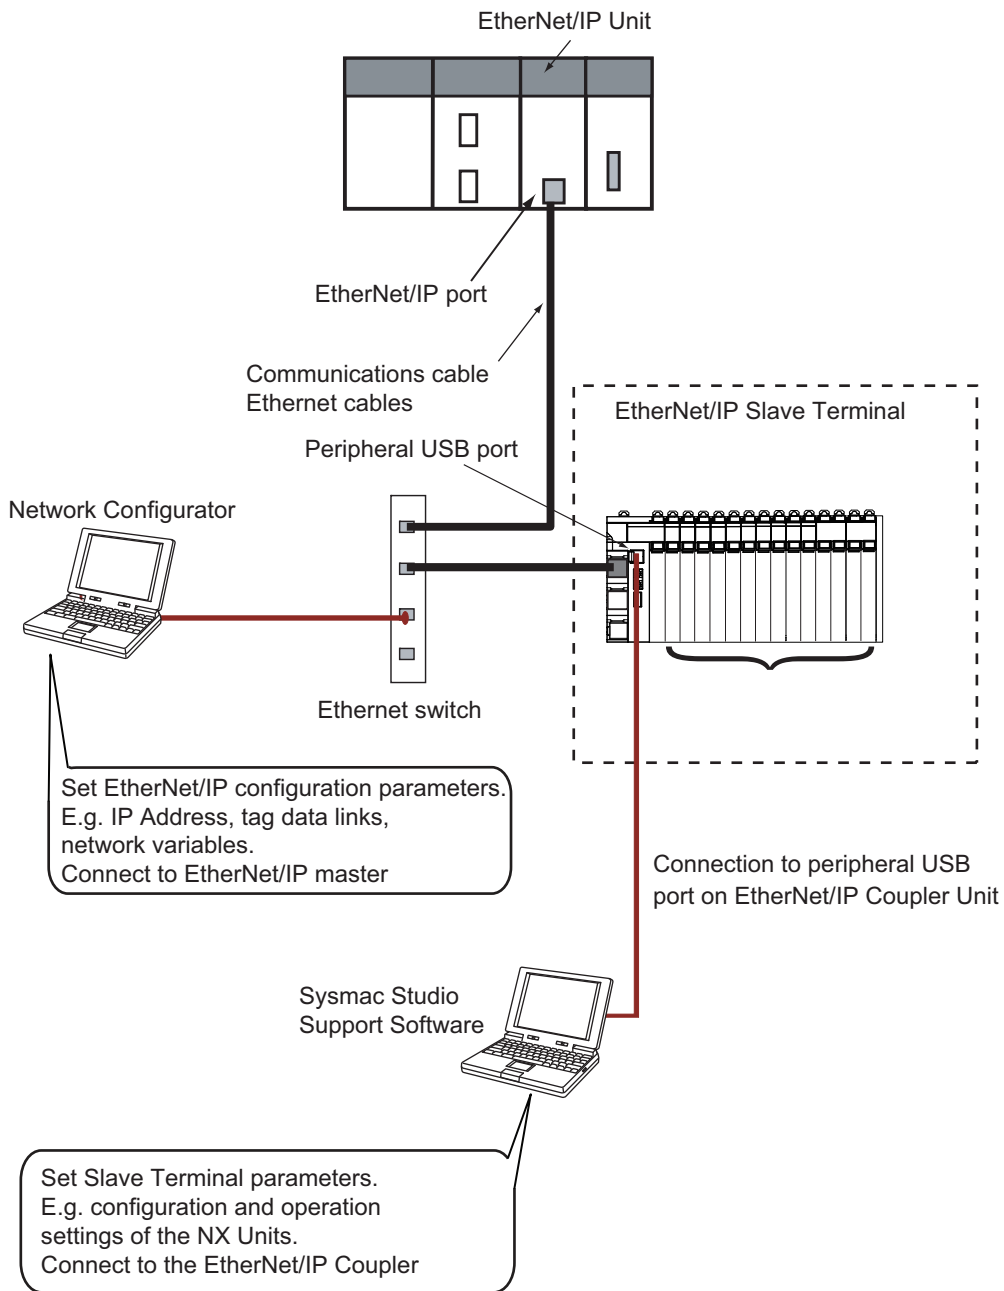 EtherNet/IP Unit
EtherNet/IP port
Communications cable
Ethernet cables
EtherNet/IP Slave Terminal
Peripheral USB port
Network Configurator
Ethernet switch
Set EtherNet/IP configuration parameters.
E.g. IP Address, tag data links,
network variables.
Connect to EtherNet/IP master
Connection to peripheral USB
port on EtherNet/IP Coupler Unit
Sysmac Studio
Support Software
Set Slave Terminal parameters.
E.g. configuration and operation
settings of the NX Units.
Connect to the EtherNet/IP Coupler